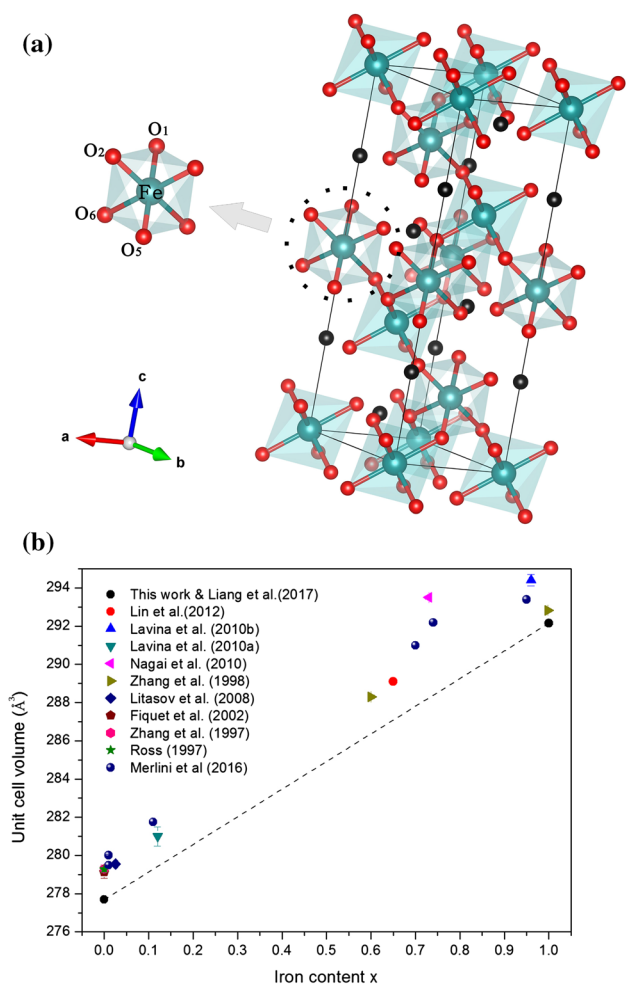 (a)
O1
O2
Fe
O6
O5
c
a
b
(b)
294
292
290
288
286
284
282
280
278
276
Unit cell volume (Å³)
This work & Liang et al.(2017)
Lin et al.(2012)
Lavina et al. (2010b)
Lavina et al. (2010a)
Nagai et al. (2010)
Zhang et al. (1998)
Litasov et al. (2008)
Fiquet et al. (2002)
Zhang et al. (1997)
Ross (1997)
Merlini et al (2016)
0.0 0.1 0.2 0.3 0.4 0.5 0.6 0.7 0.8 0.9 1.0
Iron content x